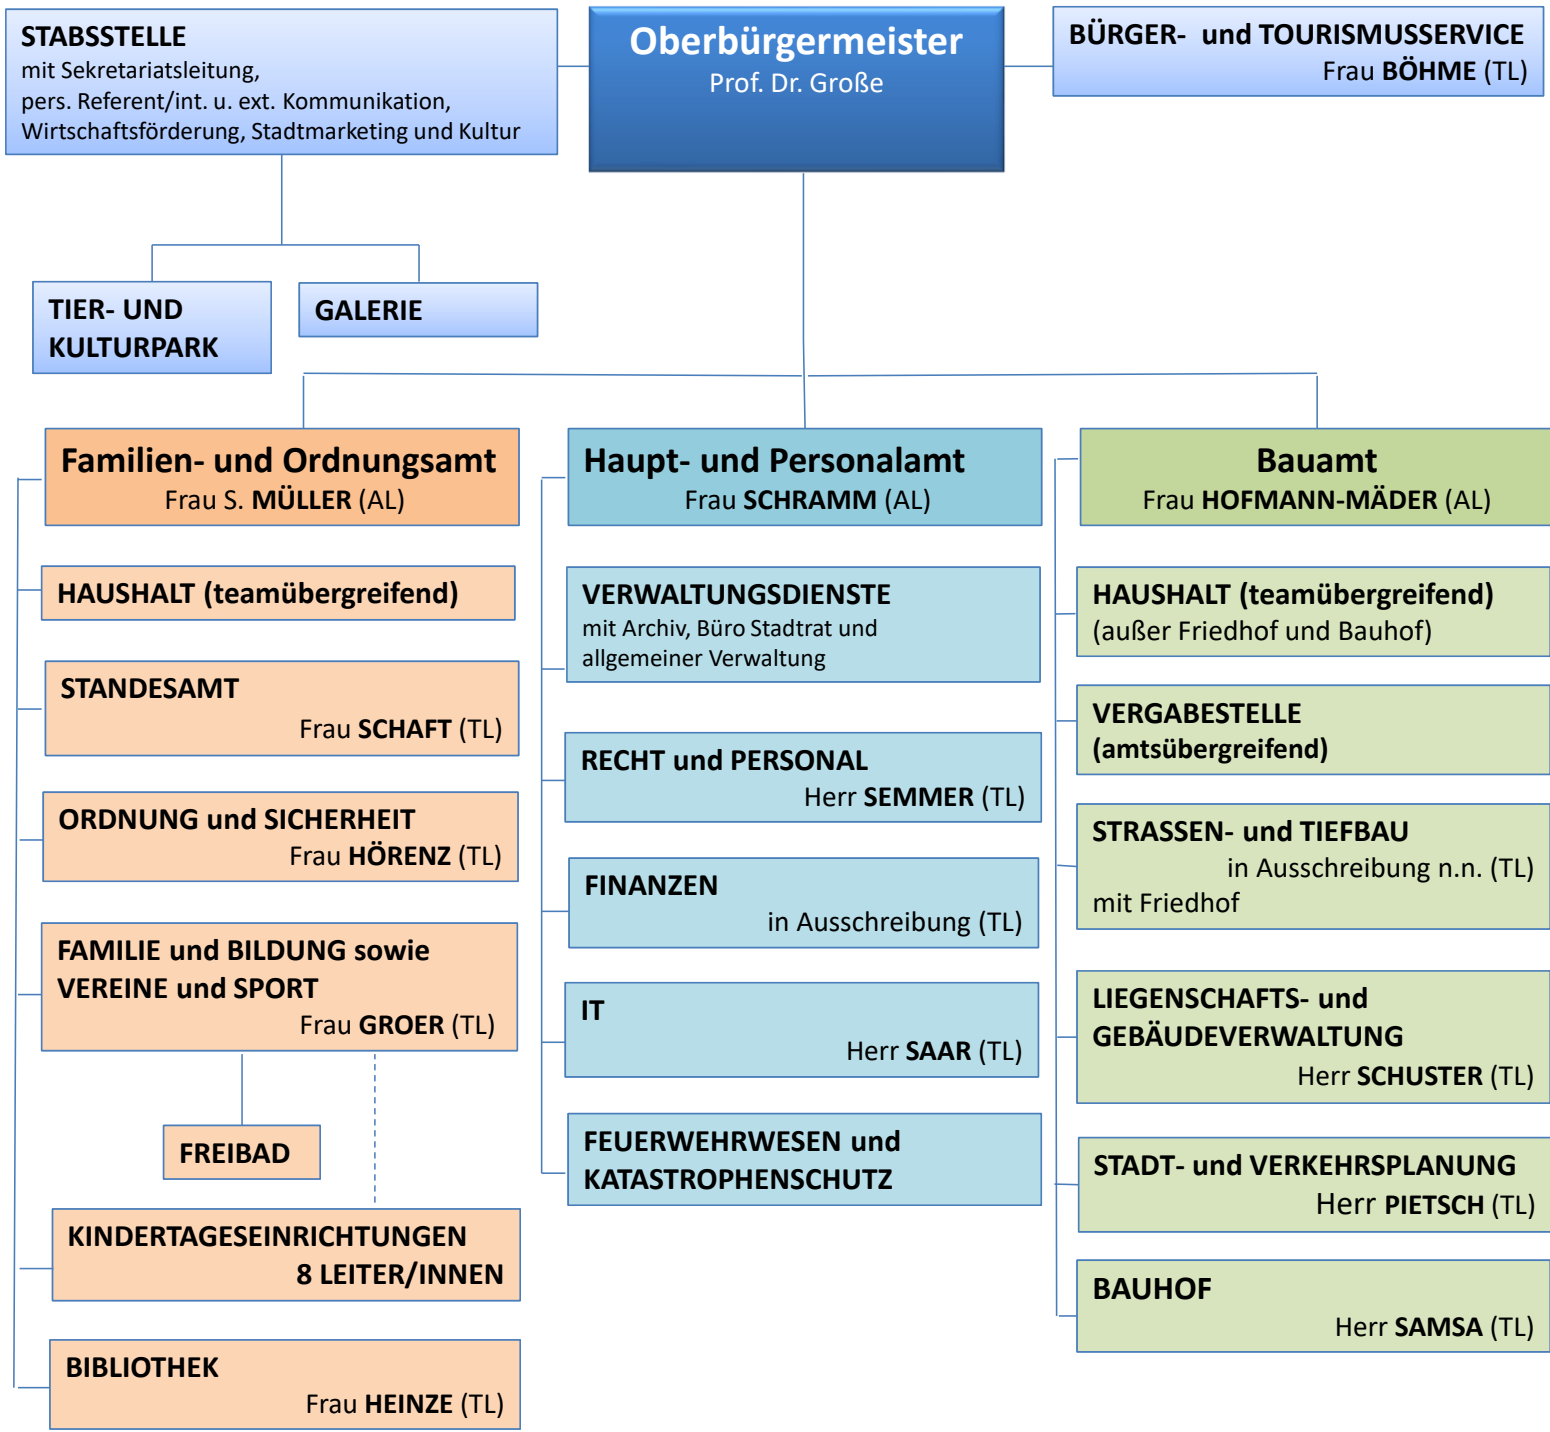 STABSSTELLE
mit Sekretariatsleitung,
pers. Referent/int. u. ext. Kommunikation,
Wirtschaftsförderung, Stadtmarketing und Kultur
Oberbürgermeister
Prof. Dr. Große
BÜRGER- und TOURISMUSSERVICE
Frau BÖHME (TL)
TIER- UND
KULTURPARK
GALERIE
Familien- und Ordnungsamt
Frau S. MÜLLER (AL)
HAUSHALT (teamübergreifend)
STANDESAMT
Frau SCHAFT (TL)
ORDNUNG und SICHERHEIT
Frau HÖRENZ (TL)
FAMILIE und BILDUNG sowie
VEREINE und SPORT
Frau GROER (TL)
FREIBAD
KINDERTAGESEINRICHTUNGEN
8 LEITER/INNEN
BIBLIOTHEK
Frau HEINZE (TL)
Haupt- und Personalamt
Frau SCHRAMM (AL)
VERWALTUNGSDIENSTE
mit Archiv, Büro Stadtrat und
allgemeiner Verwaltung
RECHT und PERSONAL
Herr SEMMER (TL)
FINANZEN
in Ausschreibung (TL)
IT
Herr SAAR (TL)
FEUERWEHRWESEN und
KATASTROPHENSCHUTZ
Bauamt
Frau HOFMANN-MÄDER (AL)
HAUSHALT (teamübergreifend)
(außer Friedhof und Bauhof)
VERGABESTELLE
(amtsübergreifend)
STRASSEN- und TIEFBAU
in Ausschreibung n.n. (TL)
mit Friedhof
LIEGENSCHAFTS- und
GEBÄUDEVERWALTUNG
Herr SCHUSTER (TL)
STADT- und VERKEHRSPLANUNG
Herr PIETSCH (TL)
BAUHOF
Herr SAMSA (TL)